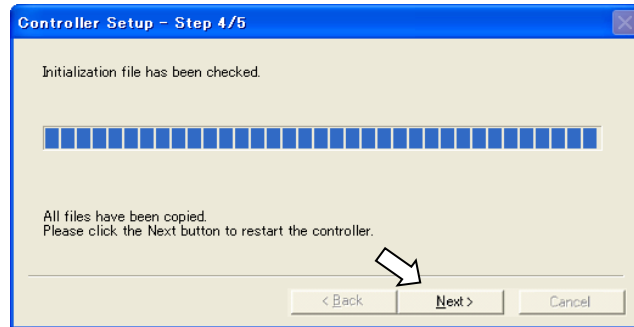 Controller Setup - Step 4/5
Initialization file has been checked.
All files have been copied.
Please click the Next button to restart the controller.
< Back
Next >
Cancel